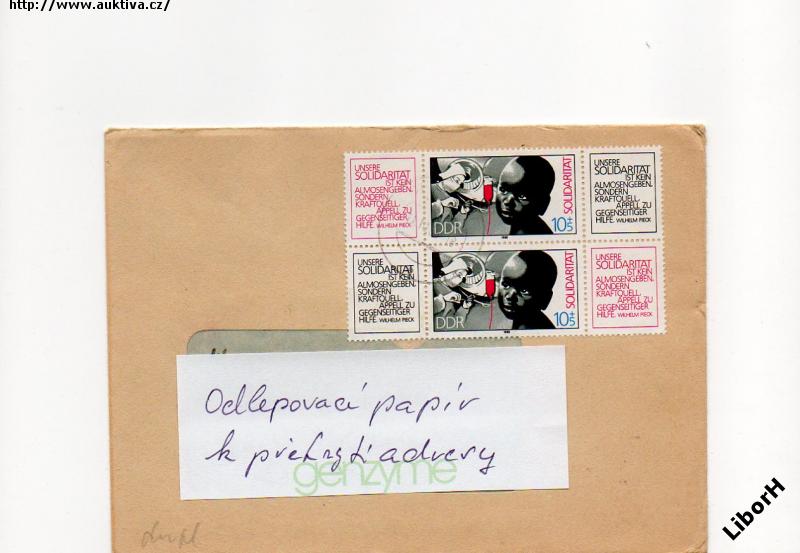 http://www.auktiva.cz/
UNSERE
SOLIDARITÄT
IST KEIN
ALMOSENGEBEN,
SONDERN
KRAFTQUELL,
APPELL ZU
GEGENSEITIGER
HILFE. WILHELM PIECK
DDR
SOLIDARITÄT
10+5
UNSERE
SOLIDARITÄT
IST KEIN
ALMOSENGEBEN,
SONDERN
KRAFTQUELL,
APPELL ZU
GEGENSEITIGER
HILFE. WILHELM PIECK
UNSERE
SOLIDARITÄT
IST KEIN
ALMOSENGEBEN,
SONDERN
KRAFTQUELL,
APPELL ZU
GEGENSEITIGER
HILFE. WILHELM PIECK
DDR
SOLIDARITÄT
10+5
UNSERE
SOLIDARITÄT
IST KEIN
ALMOSENGEBEN,
SONDERN
KRAFTQUELL,
APPELL ZU
GEGENSEITIGER
HILFE. WILHELM PIECK
Odlepovací papír
k překrytí adresy
genzyme
LiborH